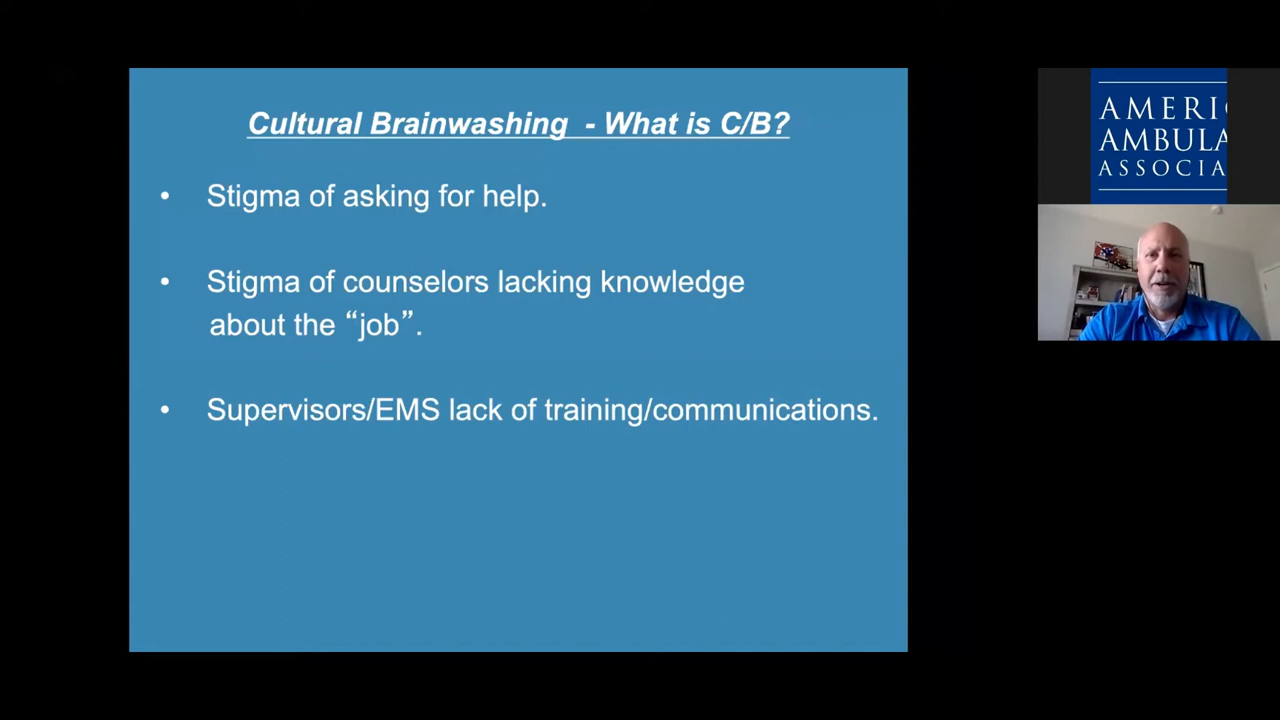 Cultural Brainwashing - What is C/B?
• Stigma of asking for help.
• Stigma of counselors lacking knowledge
about the “job”.
• Supervisors/EMS lack of training/communications.
AMERI
AMBULA
ASSOCIA